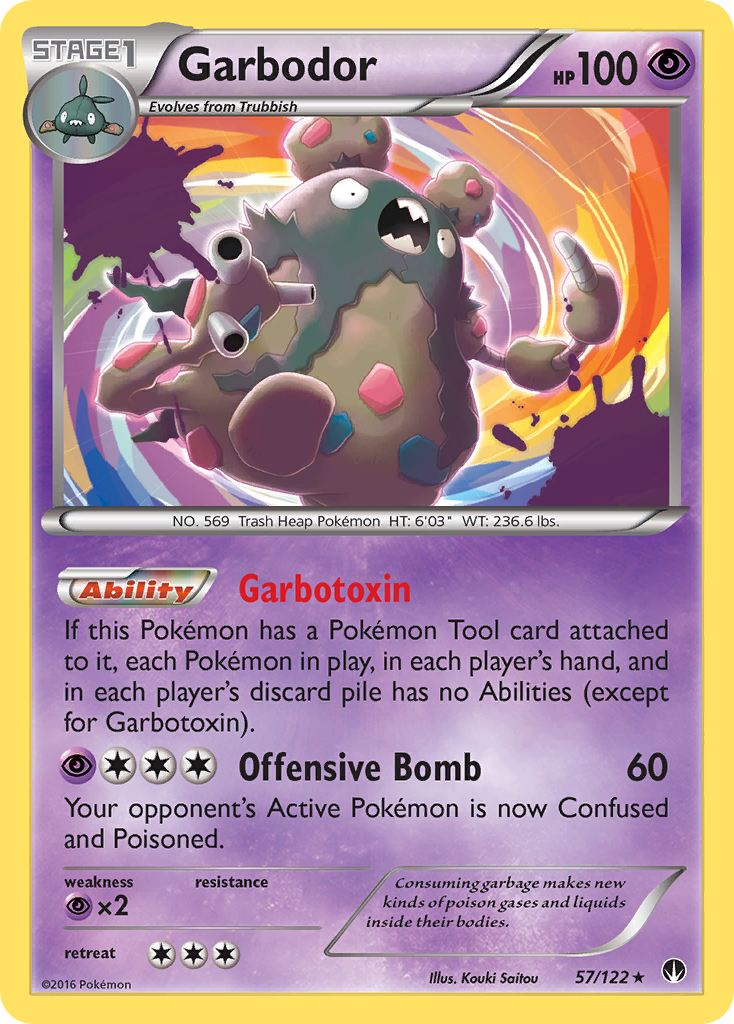 STAGE1
Garbodor
HP100
Evolves from Trubbish
NO. 569 Trash Heap Pokémon HT: 6'03" WT: 236.6 lbs.
Ability Garbotoxin
If this Pokémon has a Pokémon Tool card attached
to it, each Pokémon in play, in each player's hand, and
in each player's discard pile has no Abilities (except
for Garbotoxin).
Offensive Bomb 60
Your opponent's Active Pokémon is now Confused
and Poisoned.
weakness resistance
×2
retreat
Consuming garbage makes new
kinds of poison gases and liquids
inside their bodies.
©2016 Pokémon
Illus. Kouki Saitou
57/122 ★